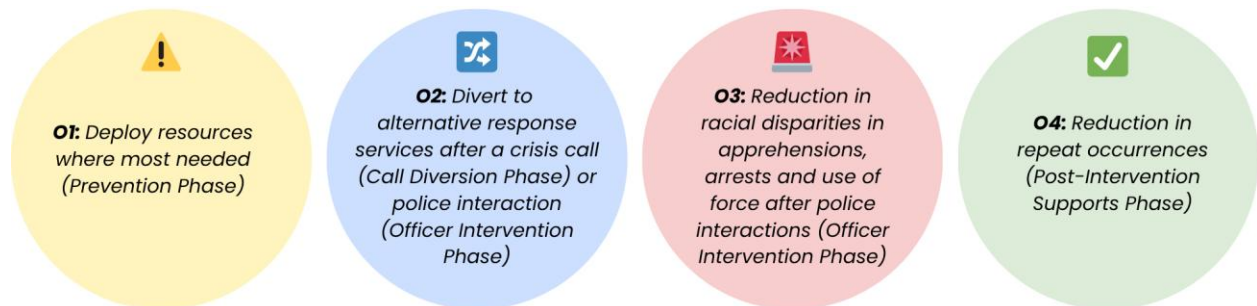 O1: Deploy resources
where most needed
(Prevention Phase)
O2: Divert to
alternative response
services after a crisis call
(Call Diversion Phase) or
police interaction
(Officer Intervention
Phase)
O3: Reduction in
racial disparities in
apprehensions,
arrests and use of
force after police
interactions (Officer
Intervention Phase)
O4: Reduction in
repeat occurrences
(Post-Intervention
Supports Phase)